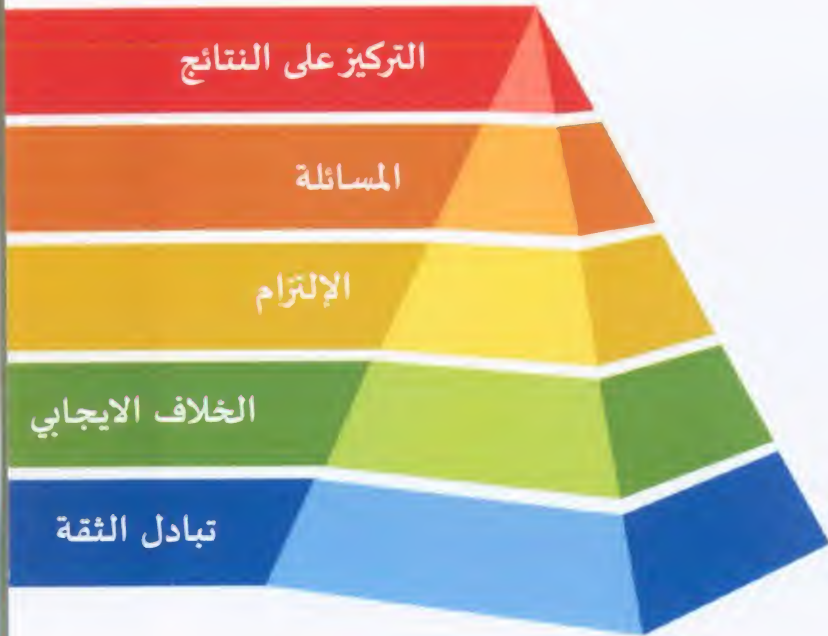 التركيز على النتائج
المسائلة
الإلتزام
الخلاف الايجابي
تبادل الثقة